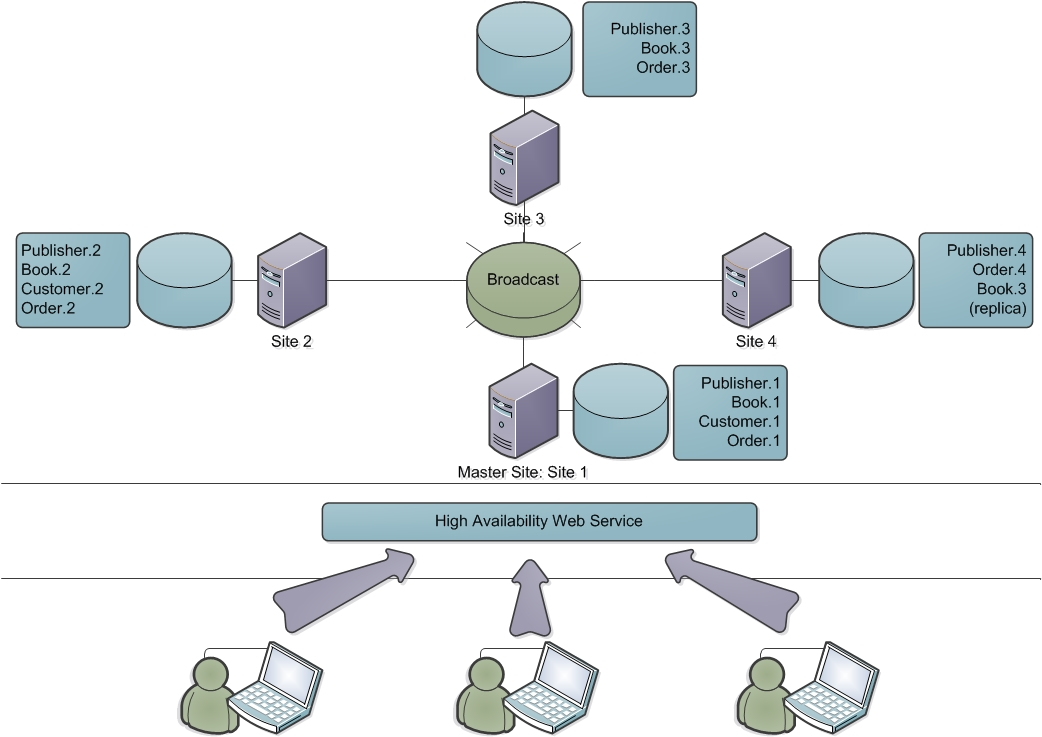 Publisher.3
Book.3
Order.3
Site 3
Publisher.2
Book.2
Customer.2
Order.2
Site 2
Broadcast
Publisher.4
Order.4
Book.3
(replica)
Site 4
Publisher.1
Book.1
Customer.1
Order.1
Master Site: Site 1
High Availability Web Service